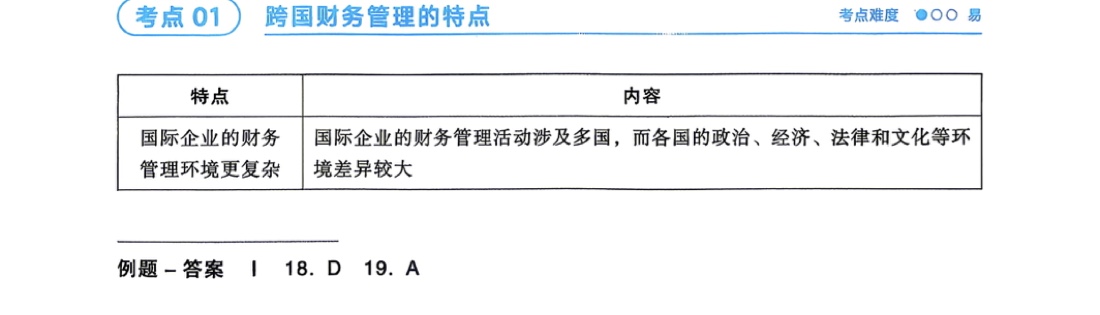 考点 01 跨国财务管理的特点 考点难度 ●○○ 易
特点 内容
国际企业的财务 国际企业的财务管理活动涉及多国，而各国的政治、经济、法律和文化等环
管理环境更复杂 境差异较大
例题 – 答案 | 18. D 19. A